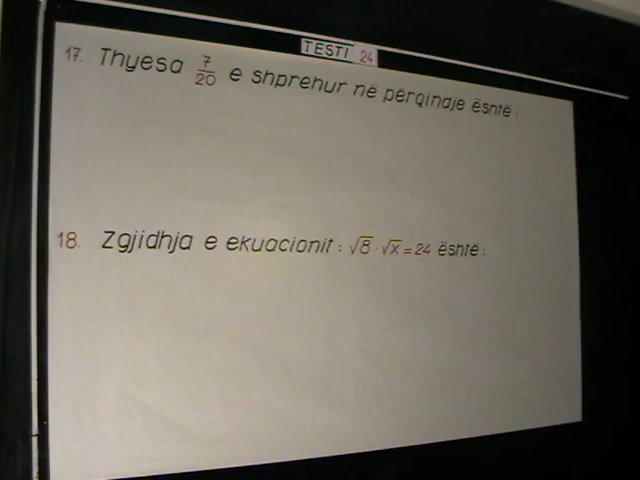 TESTI 24
17. Thyesa 7/20 e shprehur në përqindje është :
18. Zgjidhja e ekuacionit : √8 · √x = 24 është :